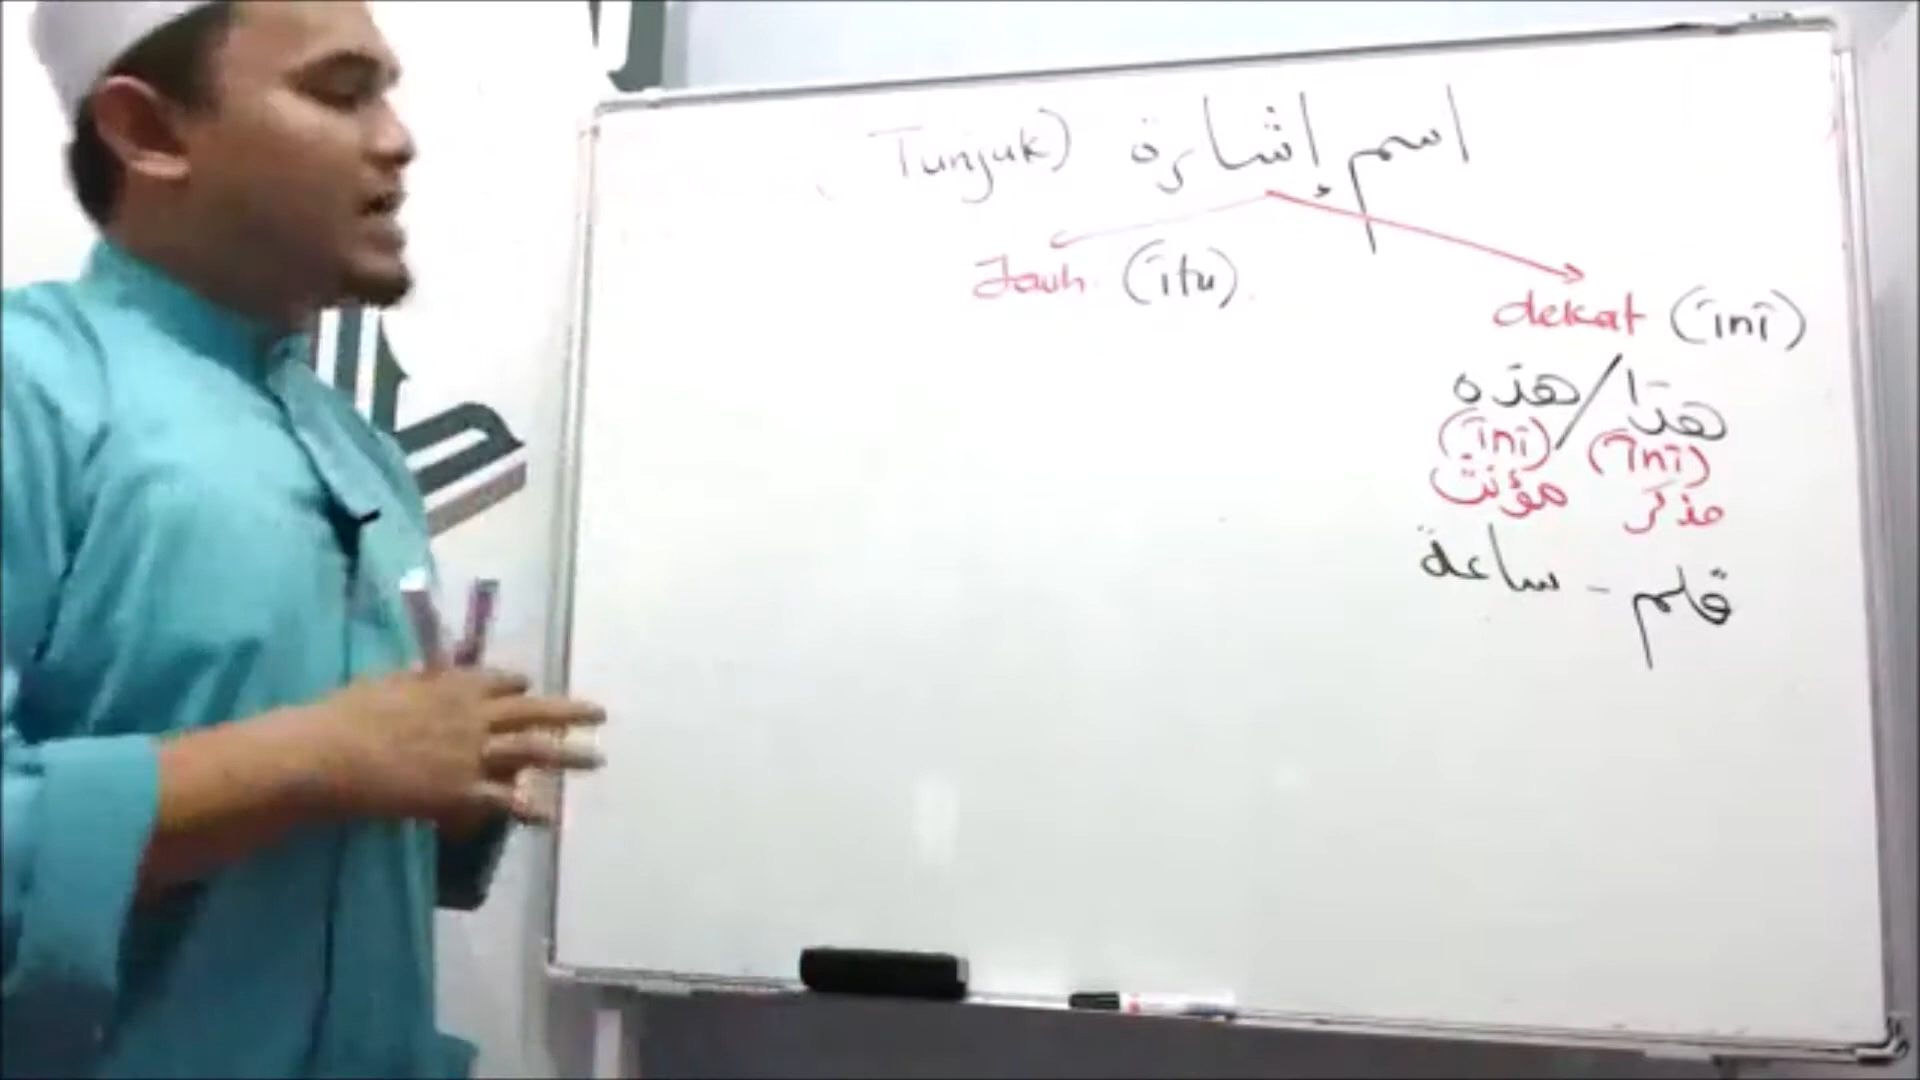 اسم إشارة (Tunjuk
Jauh (itu)
dekat (ini)
هذا / هذه
(ini) (ini)
مذكر مؤنث
قلم - ساعة